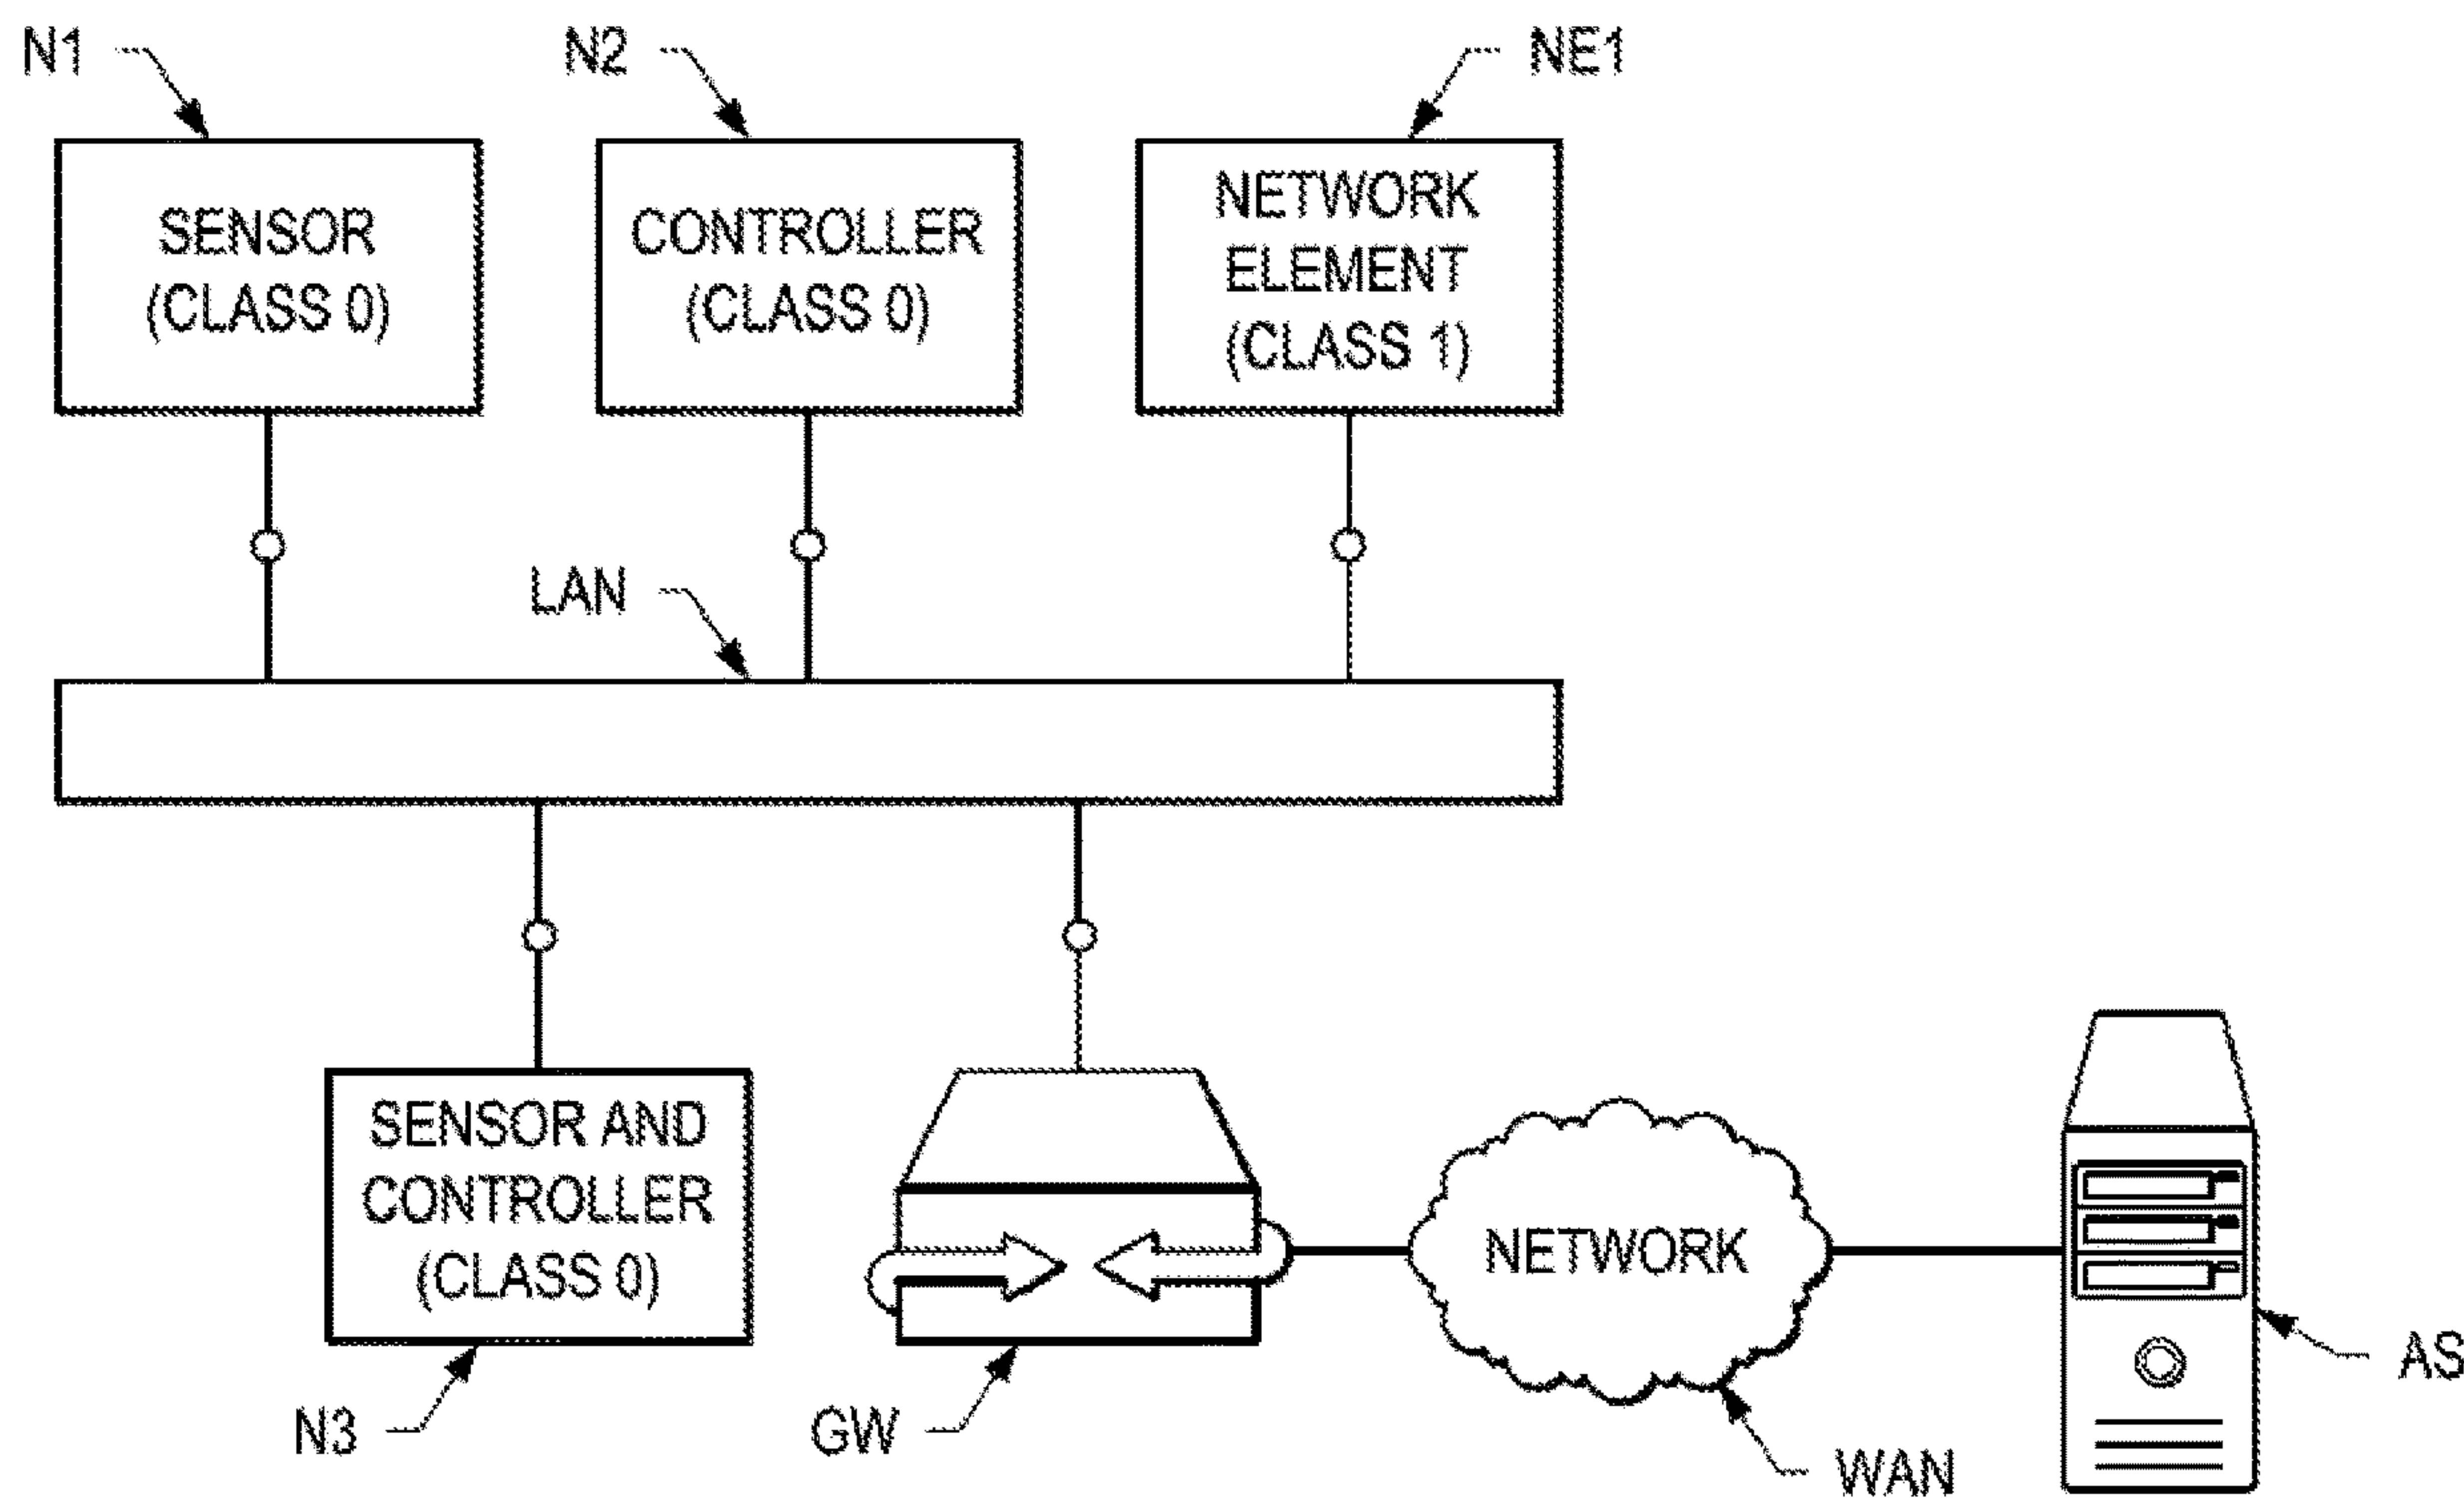 N1
N2
NE1
SENSOR
(CLASS 0)
CONTROLLER
(CLASS 0)
NETWORK
ELEMENT
(CLASS 1)
LAN
SENSOR AND
CONTROLLER
(CLASS 0)
NETWORK
N3
GW
WAN
AS